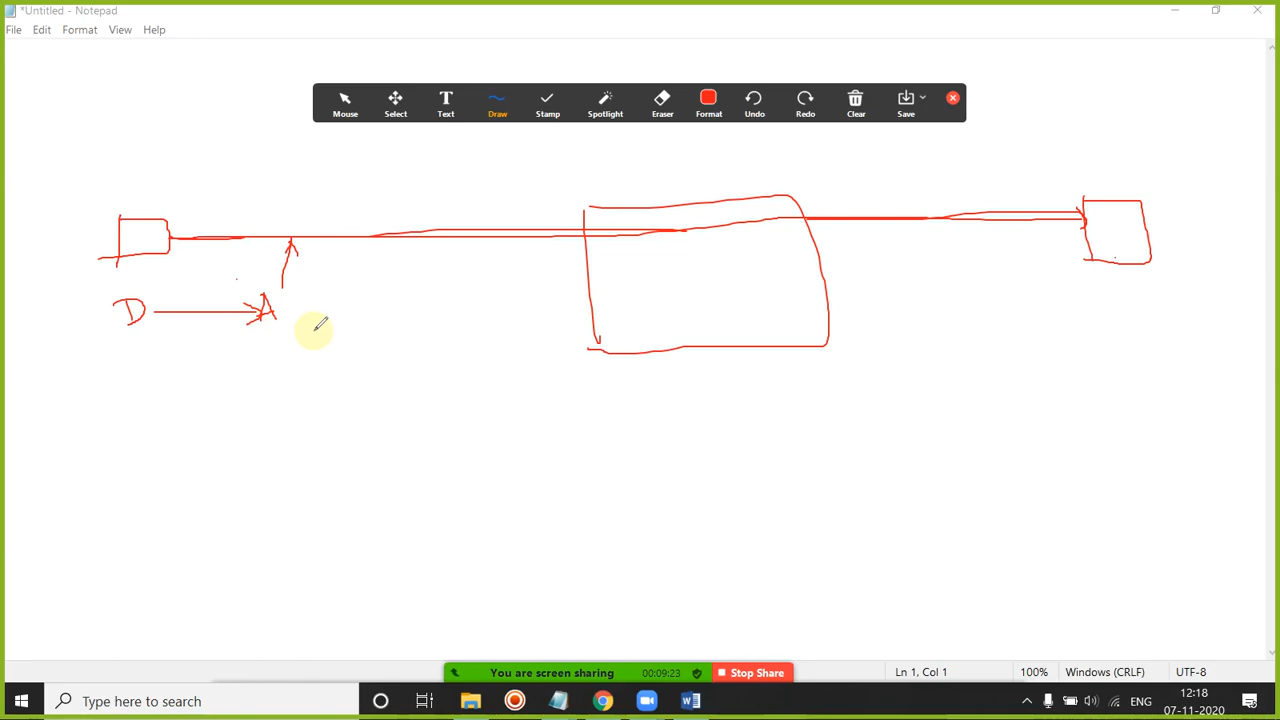 *Untitled - Notepad
File Edit Format View Help
Mouse Select Text Draw Stamp Spotlight Eraser Format Undo Redo Clear Save
D A
You are screen sharing 00:09:23 Stop Share
Ln 1, Col 1 100% Windows (CRLF) UTF-8
Type here to search
ENG
12:18
07-11-2020